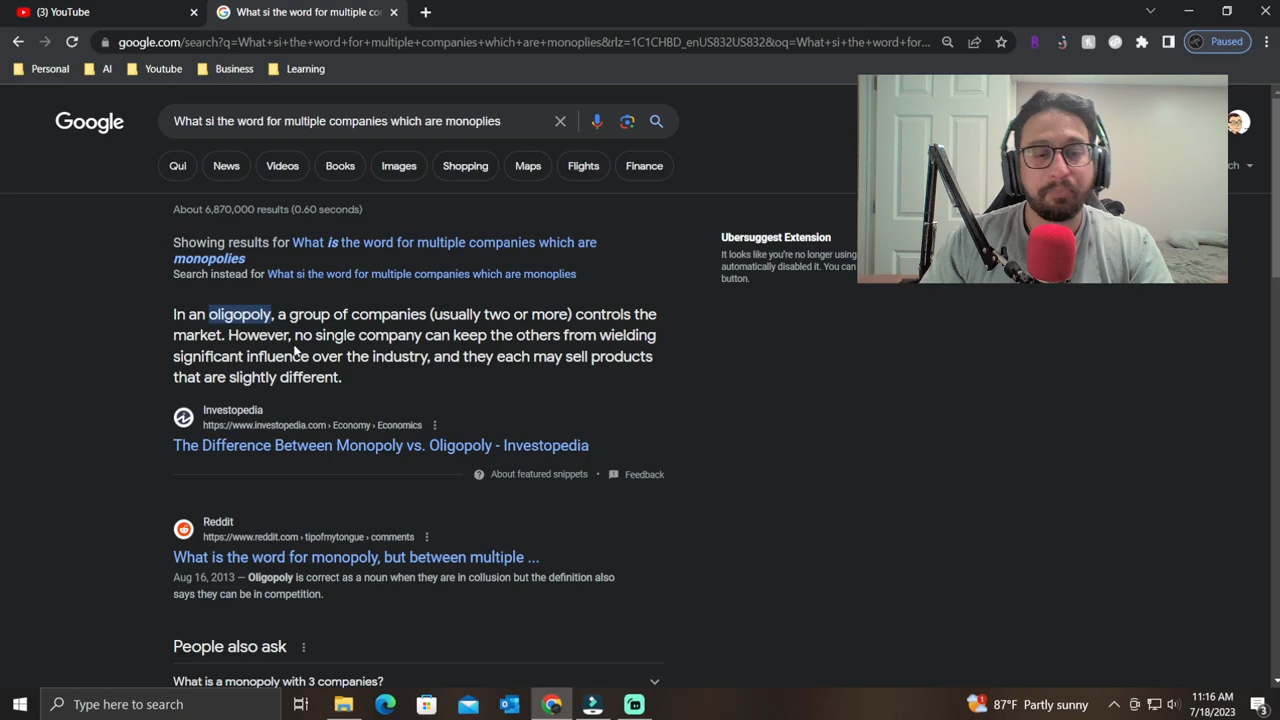 (3) YouTube
What si the word for multiple co
google.com/search?q=What+si+the+word+for+multiple+companies+which+are+monoplies&rlz=1C1CHBD_enUS832US832&oq=What+si+the+word+for...
Paused
Personal
AI
Youtube
Business
Learning
Google
What si the word for multiple companies which are monoplies
Qui
News
Videos
Books
Images
Shopping
Maps
Flights
Finance
ch
About 6,870,000 results (0.60 seconds)
Showing results for What is the word for multiple companies which are
monopolies
Search instead for What si the word for multiple companies which are monoplies
Ubersuggest Extension
It looks like you're no longer using
automatically disabled it. You can
button.
In an oligopoly, a group of companies (usually two or more) controls the
market. However, no single company can keep the others from wielding
significant influence over the industry, and they each may sell products
that are slightly different.
Investopedia
https://www.investopedia.com › Economy › Economics
The Difference Between Monopoly vs. Oligopoly - Investopedia
About featured snippets • Feedback
Reddit
https://www.reddit.com › tipofmytongue › comments
What is the word for monopoly, but between multiple ...
Aug 16, 2013 — Oligopoly is correct as a noun when they are in collusion but the definition also
says they can be in competition.
People also ask
What is a monopoly with 3 companies?
Type here to search
1
87°F Partly sunny
11:16 AM
7/18/2023
3